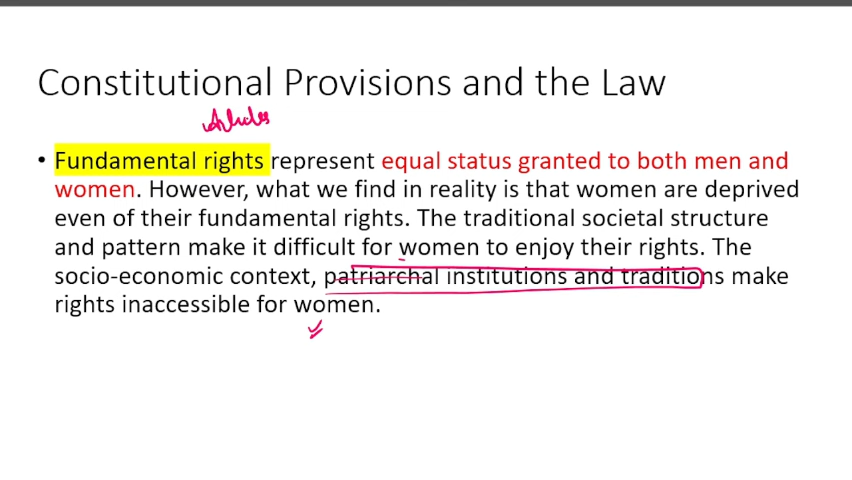 Constitutional Provisions and the Law
Articles
• Fundamental rights represent equal status granted to both men and
women. However, what we find in reality is that women are deprived
even of their fundamental rights. The traditional societal structure
and pattern make it difficult for women to enjoy their rights. The
socio-economic context, patriarchal institutions and traditions make
rights inaccessible for women.